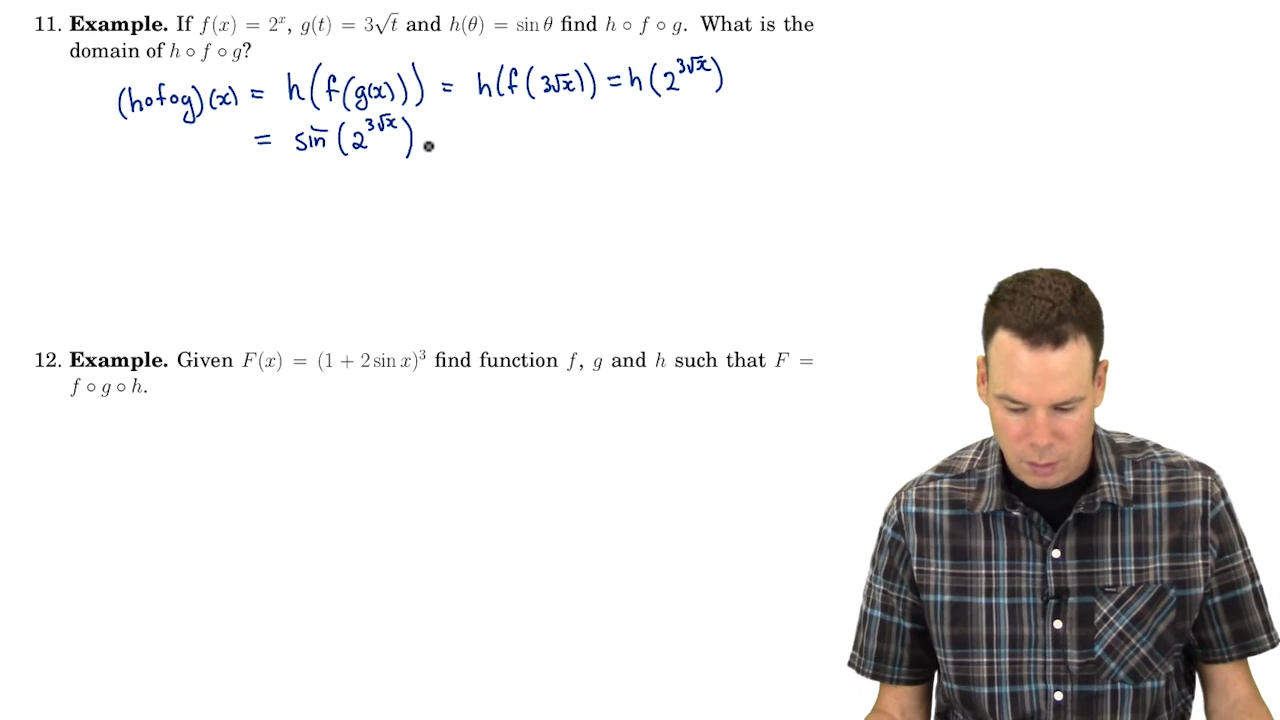 11. Example. If f(x) = 2ˣ, g(t) = 3√t and h(θ) = sin θ find h ∘ f ∘ g. What is the
domain of h ∘ f ∘ g?
(h∘f∘g)(x) = h(f(g(x))) = h(f(3√x)) = h(2^{3√x})
= sin(2^{3√x})
12. Example. Given F(x) = (1 + 2 sin x)³ find function f, g and h such that F =
f ∘ g ∘ h.